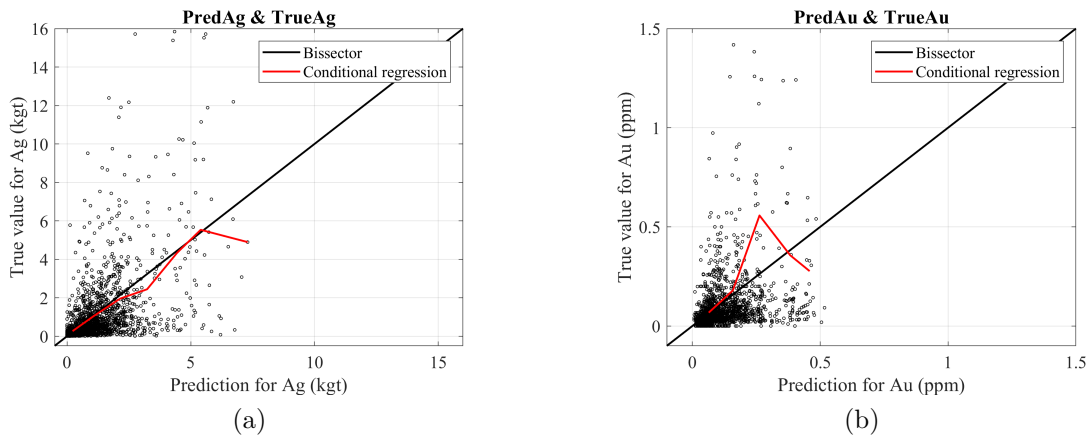 PredAg & TrueAg
16
14
12
10
8
6
4
2
0
0 5 10 15
True value for Ag (kgt)
Prediction for Ag (kgt)
Bissector
Conditional regression
(a)
PredAu & TrueAu
1.5
1
0.5
0
0 0.5 1 1.5
True value for Au (ppm)
Prediction for Au (ppm)
Bissector
Conditional regression
(b)